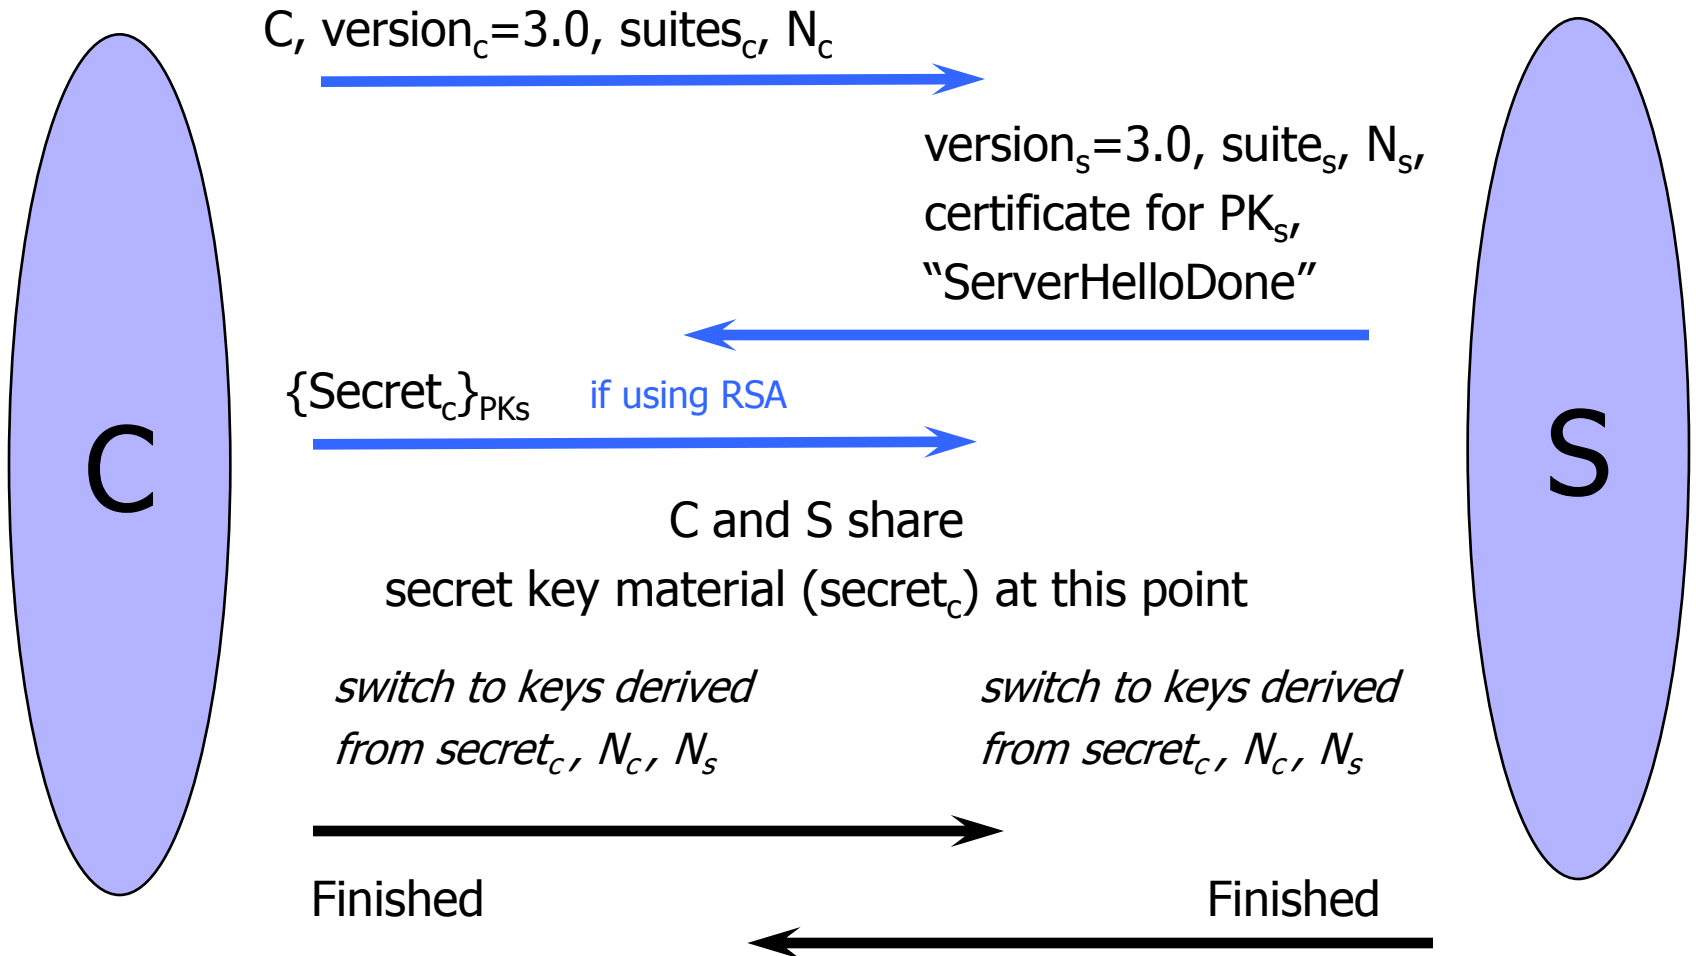 C, version_c=3.0, suites_c, N_c
version_s=3.0, suite_s, N_s,
certificate for PK_s,
“ServerHelloDone”
{Secret_c}_PKs if using RSA
C
S
C and S share
secret key material (secret_c) at this point
switch to keys derived
from secret_c, N_c, N_s
switch to keys derived
from secret_c, N_c, N_s
Finished
Finished